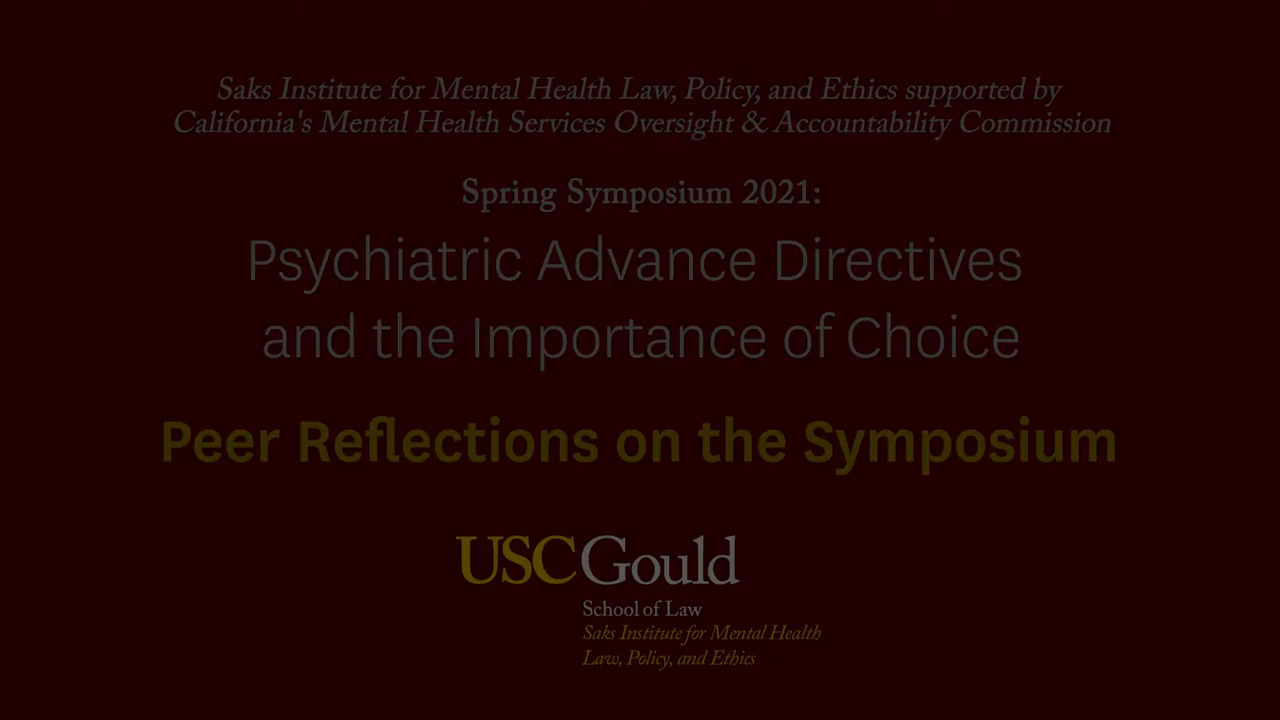 Saks Institute for Mental Health Law, Policy, and Ethics supported by
California's Mental Health Services Oversight & Accountability Commission
Spring Symposium 2021:
Psychiatric Advance Directives
and the Importance of Choice
Peer Reflections on the Symposium
USC Gould
School of Law
Saks Institute for Mental Health
Law, Policy, and Ethics